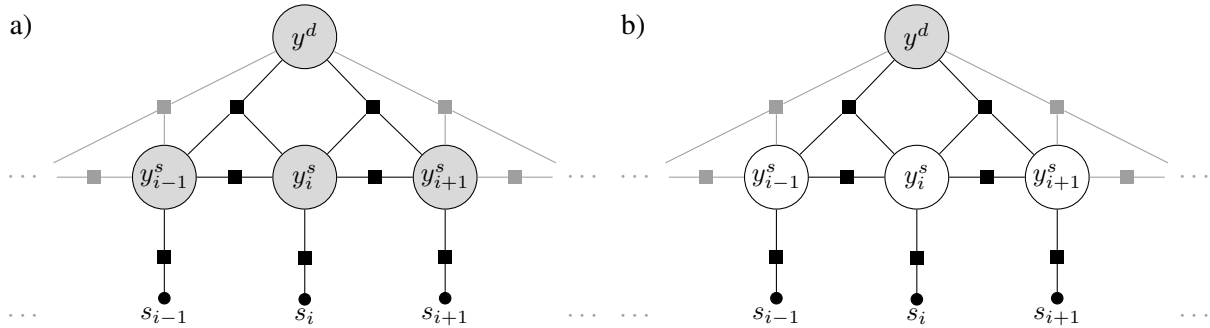 a) y^d b) y^d
· · · y^s_{i−1} y^s_i y^s_{i+1} · · · · · · y^s_{i−1} y^s_i y^s_{i+1} · · ·
· · · s_{i−1} s_i s_{i+1} · · · · · · s_{i−1} s_i s_{i+1} · · ·